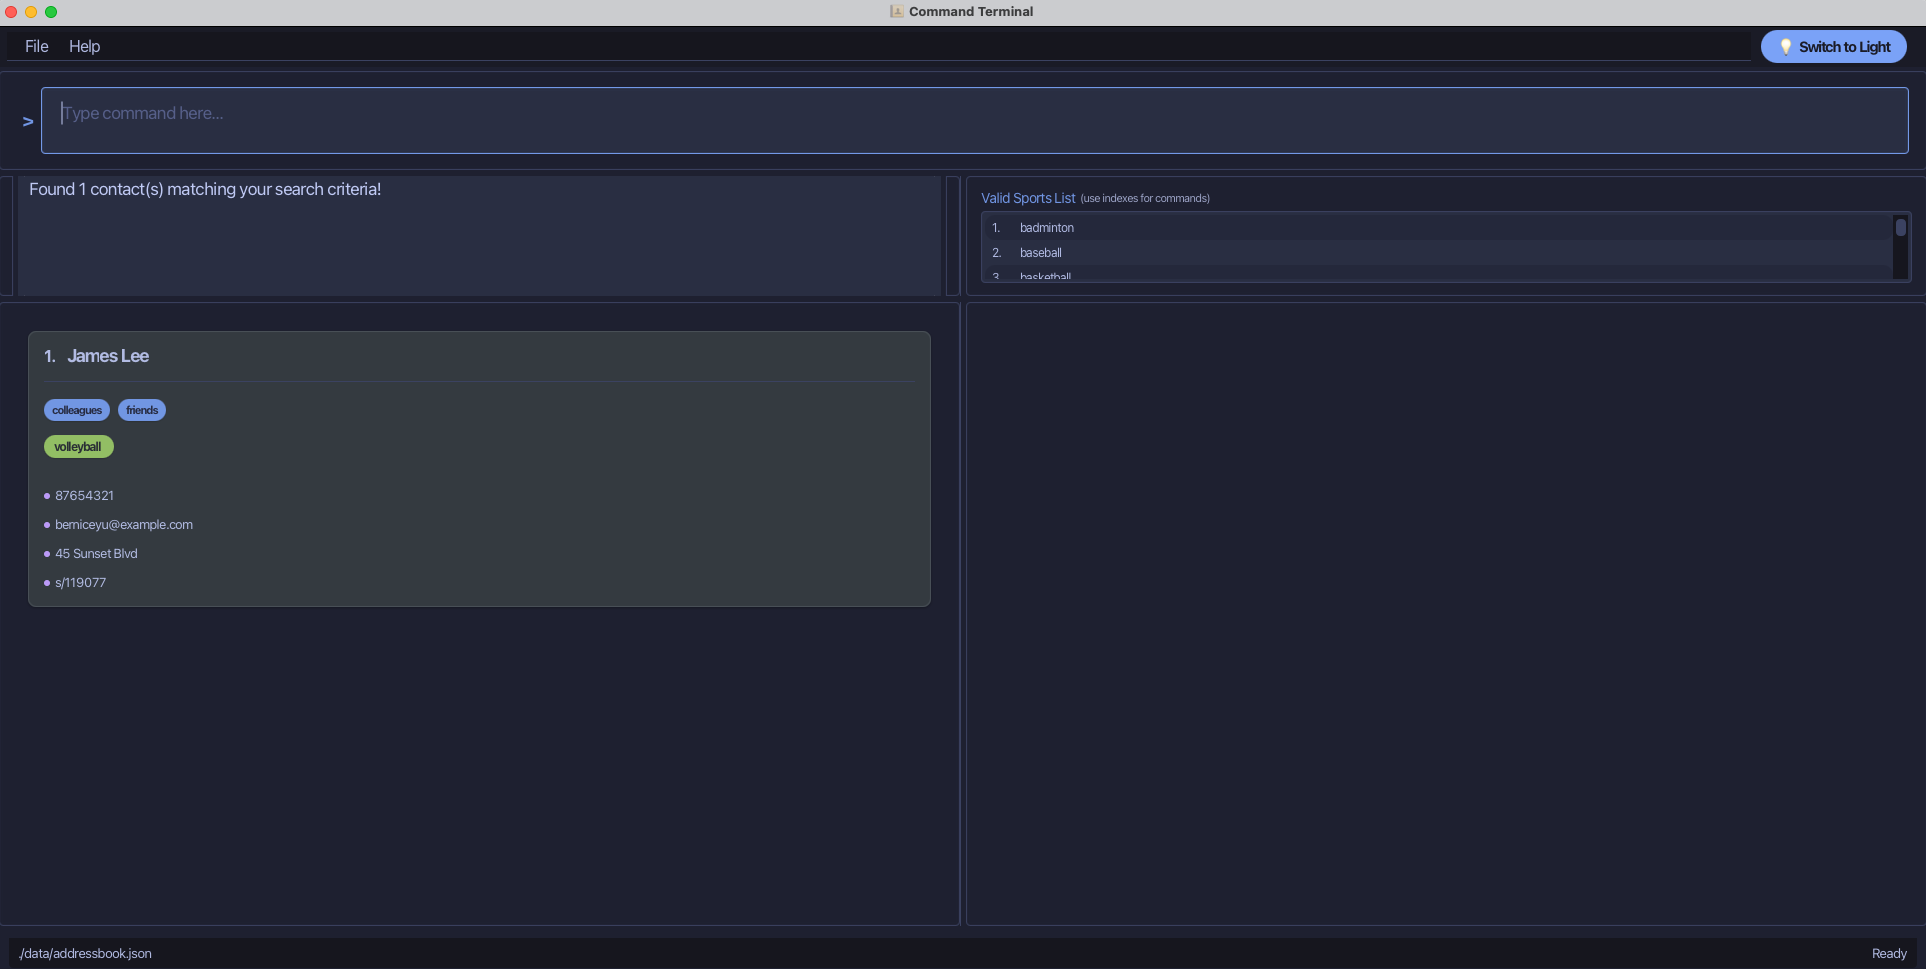 Command Terminal
File Help
Switch to Light
> Type command here...
Found 1 contact(s) matching your search criteria!
Valid Sports List (use indexes for commands)
1. badminton
2. baseball
3. basketball
1. James Lee
colleagues friends
volleyball
87654321
berniceyu@example.com
45 Sunset Blvd
s/119077
./data/addressbook.json
Ready